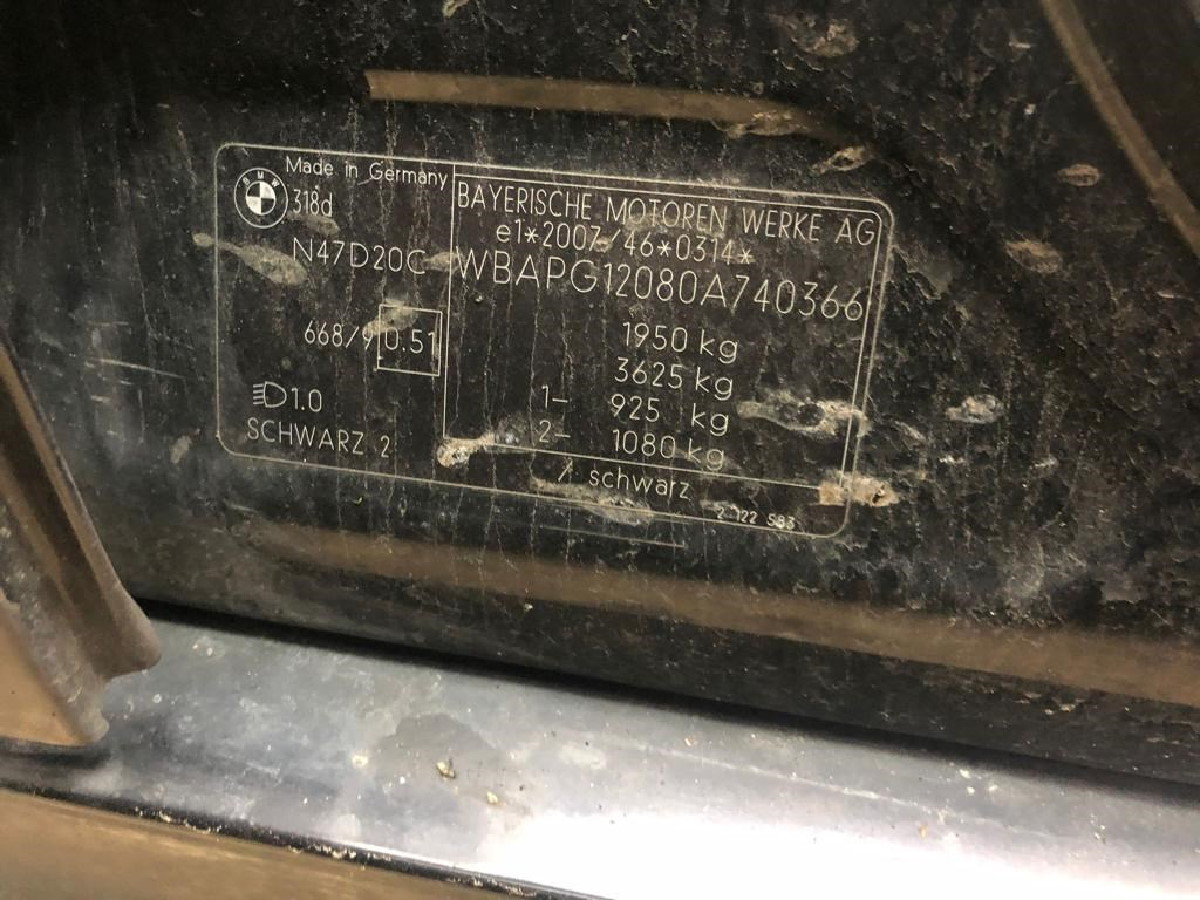 Made in Germany
BMW
318d
N47D20C
668/9 0.51
1.0
SCHWARZ 2
BAYERISCHE MOTOREN WERKE AG
e1*2007/46*0314*
WBAPG12080A740366
1950 kg
3625 kg
1- 925 kg
2- 1080 kg
schwarz